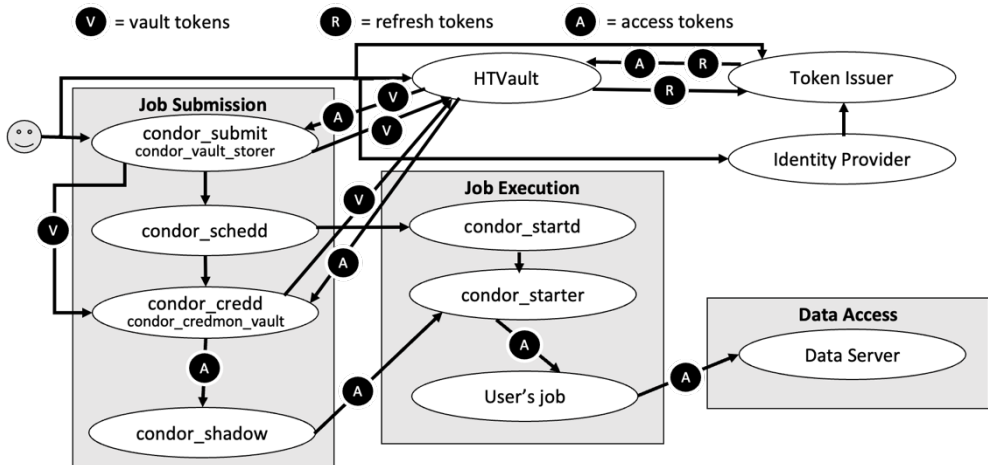 V = vault tokens
R = refresh tokens
A = access tokens
HTVault
A
R
R
Token Issuer
Identity Provider
Job Submission
condor_submit
condor_vault_storer
V
A
V
V
condor_schedd
V
A
condor_credd
condor_credmon_vault
A
condor_shadow
A
Job Execution
condor_startd
condor_starter
A
User's job
A
Data Access
Data Server